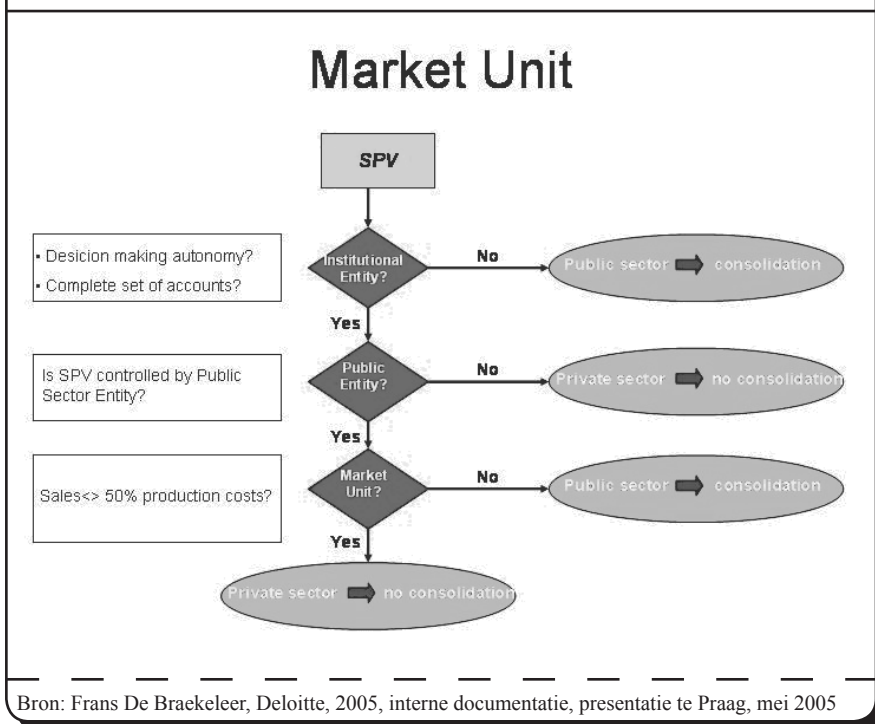 Market Unit
SPV
• Desicion making autonomy?
• Complete set of accounts?
Institutional
Entity?
No
Public sector ➡ consolidation
Yes
Is SPV controlled by Public
Sector Entity?
Public
Entity?
No
Private sector ➡ no consolidation
Yes
Sales<> 50% production costs?
Market
Unit?
No
Public sector ➡ consolidation
Yes
Private sector ➡ no consolidation
Bron: Frans De Braekeleer, Deloitte, 2005, interne documentatie, presentatie te Praag, mei 2005